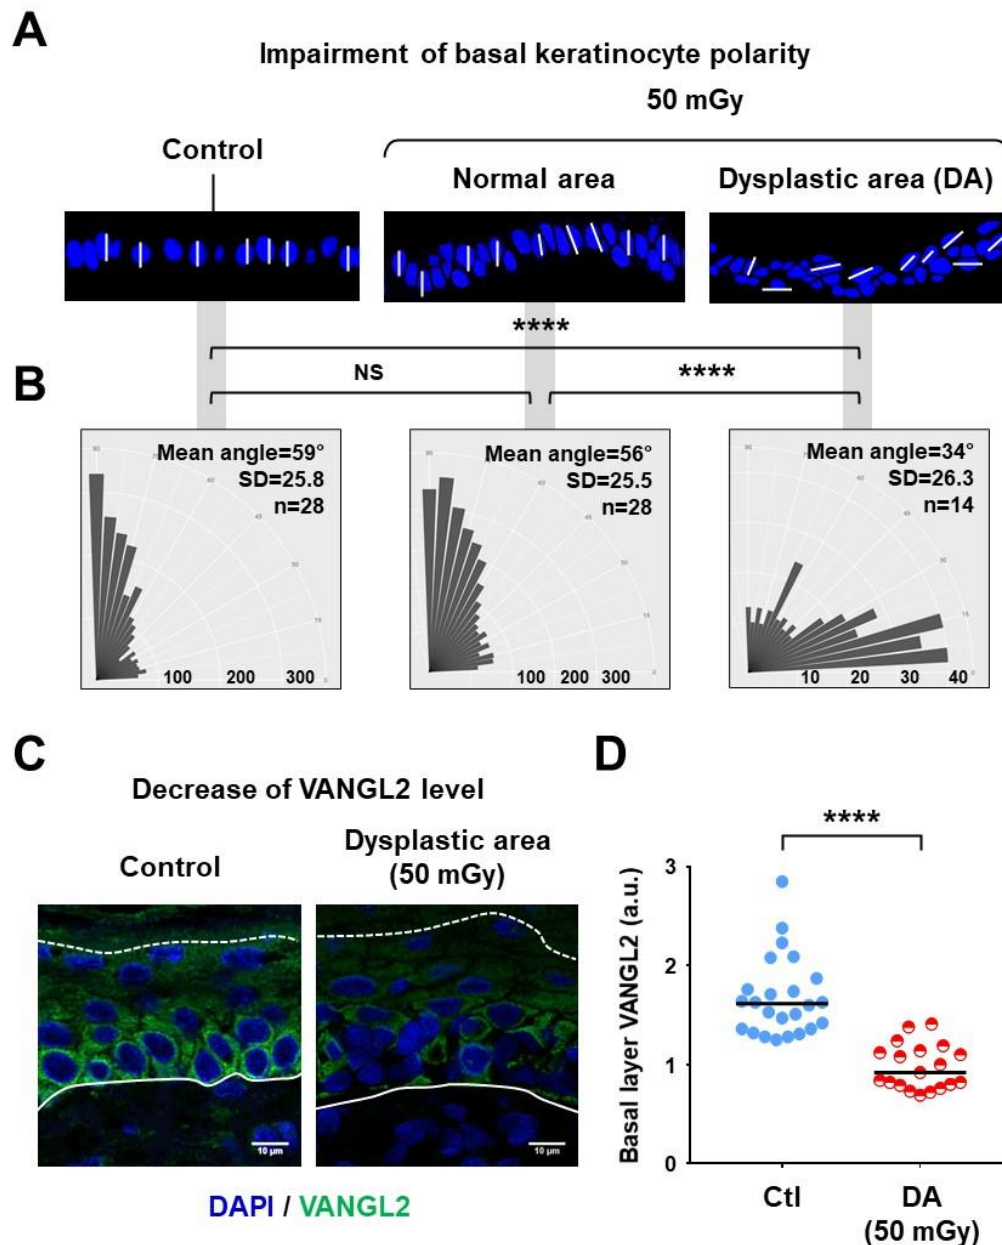 A
Impairment of basal keratinocyte polarity
50 mGy
Control
Normal area
Dysplastic area (DA)
****
NS
****
B
Mean angle=59°
SD=25.8
n=28
100 200 300
Mean angle=56°
SD=25.5
n=28
100 200 300
Mean angle=34°
SD=26.3
n=14
10 20 30 40
C
Decrease of VANGL2 level
Control
Dysplastic area
(50 mGy)
10 µm
10 µm
DAPI / VANGL2
D
****
Basal layer VANGL2 (a.u.)
3
2
1
0
Ctl
DA
(50 mGy)